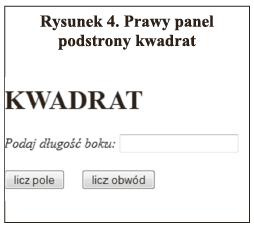 Rysunek 4. Prawy panel
podstrony kwadrat
KWADRAT
Podaj długość boku:
licz pole licz obwód